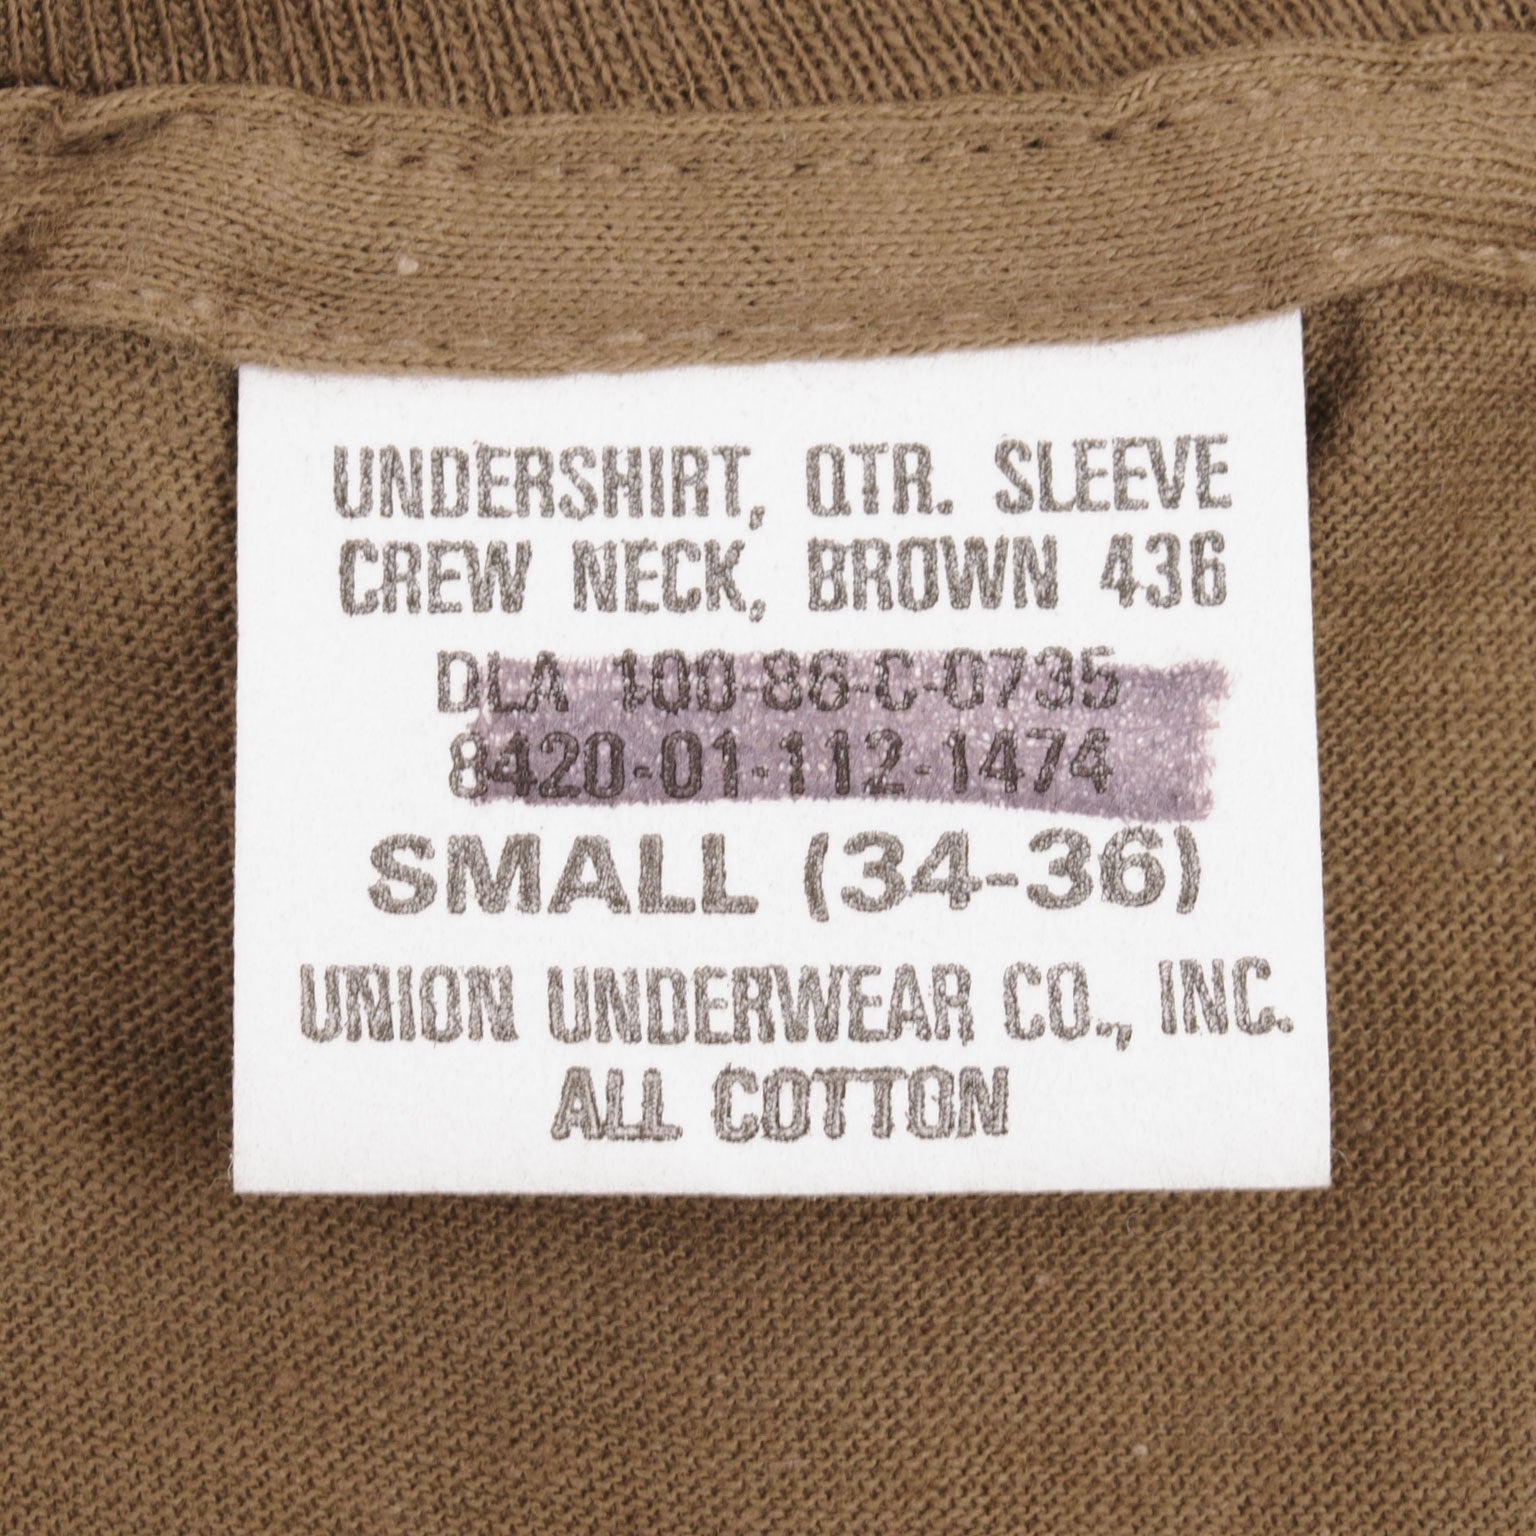 UNDERSHIRT, QTR. SLEEVE
CREW NECK, BROWN 436
DLA 100-86-C-0735
8420-01-112-1474
SMALL (34-36)
UNION UNDERWEAR CO., INC.
ALL COTTON